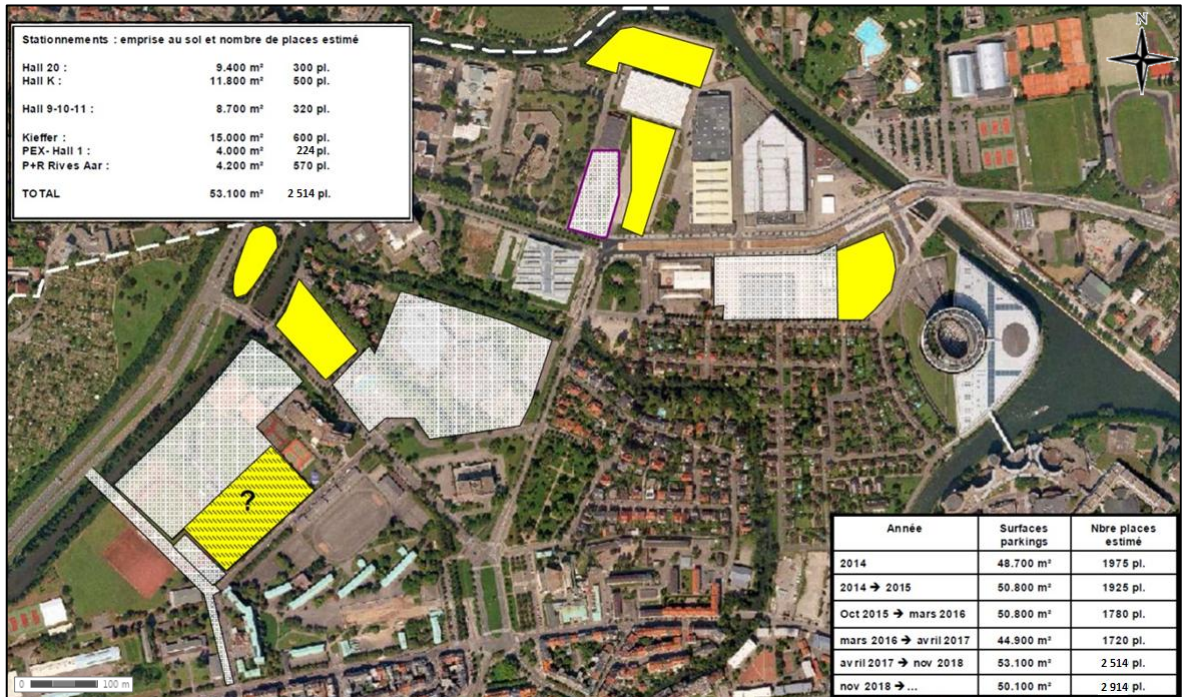 Stationnements : emprise au sol et nombre de places estimé
Hall 20 : 9.400 m² 300 pl.
Hall K : 11.800 m² 500 pl.
Hall 9-10-11 : 8.700 m² 320 pl.
Kieffer : 15.000 m² 600 pl.
PEX- Hall 1 : 4.000 m² 224 pl.
P+R Rives Aar : 4.200 m² 570 pl.
TOTAL 53.100 m² 2 514 pl.
N
?
Année Surfaces parkings Nbre places estimé
2014 48.700 m² 1975 pl.
2014 → 2015 50.800 m² 1925 pl.
Oct 2015 → mars 2016 50.800 m² 1780 pl.
mars 2016 → avril 2017 44.900 m² 1720 pl.
avril 2017 → nov 2018 53.100 m² 2 514 pl.
nov 2018 → ... 50.100 m² 2 914 pl.
0 100 m